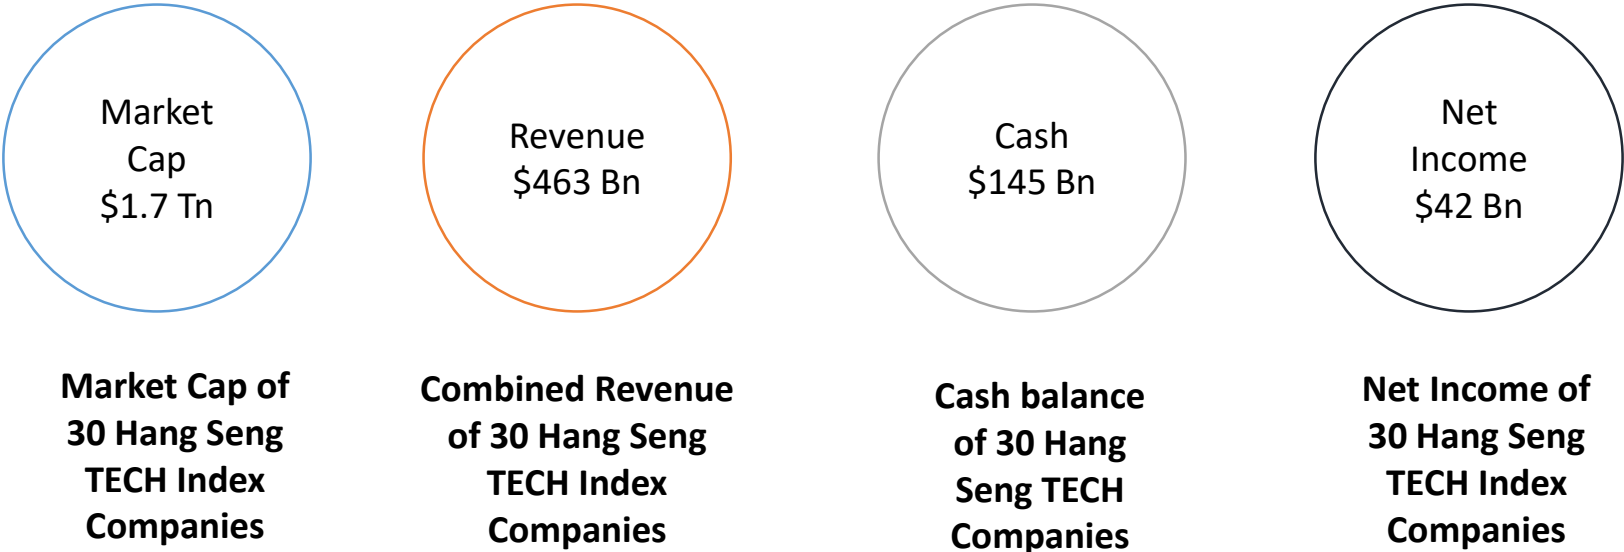 Market
Cap
$1.7 Tn
Revenue
$463 Bn
Cash
$145 Bn
Net
Income
$42 Bn
Market Cap of
30 Hang Seng
TECH Index
Companies
Combined Revenue
of 30 Hang Seng
TECH Index
Companies
Cash balance
of 30 Hang
Seng TECH
Companies
Net Income of
30 Hang Seng
TECH Index
Companies